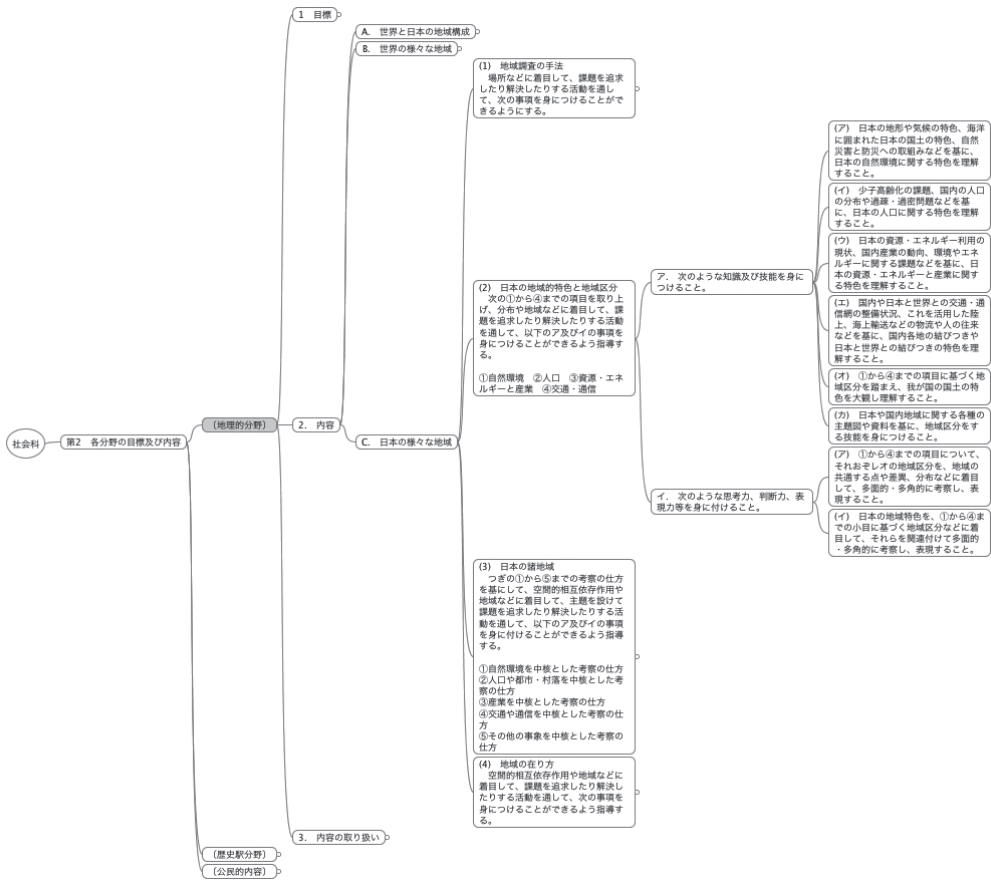 社会科
第2 各分野の目標及び内容
〔地理的分野〕
1 目標
2. 内容
A. 世界と日本の地域構成
B. 世界の様々な地域
C. 日本の様々な地域
(1) 地域調査の手法
場所などに着目して、課題を追求
したり解決したりする活動を通し
て、次の事項を身につけることがで
きるようにする。
(2) 日本の地域的特色と地域区分
次の①から④までの項目を取り上
げ、分布や地域などに着目して、課
題を追求したり解決したりする活動
を通して、以下のア及びイの事項を
身につけることができるよう指導す
る。
①自然環境 ②人口 ③資源・エネ
ルギーと産業 ④交通・通信
ア. 次のような知識及び技能を身に
つけること。
(ア) 日本の地形や気候の特色、海洋
に囲まれた日本の国土の特色、自然
災害と防災への取組みなどを基に、
日本の自然環境に関する特色を理解
すること。
(イ) 少子高齢化の課題、国内の人口
の分布や過疎・過密問題などを基
に、日本の人口に関する特色を理解
すること。
(ウ) 日本の資源・エネルギー利用の
現状、国内産業の動向、環境やエネ
ルギーに関する課題などを基に、日
本の資源・エネルギーと産業に関す
る特色を理解すること。
(エ) 国内や日本と世界との交通・通
信網の整備状況、これを活用した陸
上、海上輸送などの物流や人の往来
などを基に、国内各地の結びつきや
日本と世界との結びつきの特色を理
解すること。
(オ) ①から④までの項目に基づく地
域区分を踏まえ、我が国の国土の特
色を大観し理解すること。
(カ) 日本や国内地域に関する各種の
主題図や資料を基に、地域区分をす
る技能を身につけること。
イ. 次のような思考力、判断力、表
現力等を身に付けること。
(ア) ①から④までの項目について、
それおぞレオの地域区分を、地域の
共通する点や差異、分布などに着目
して、多面的・多角的に考察し、表
現すること。
(イ) 日本の地域特色を、①から④ま
での小目に基づく地域区分などに着
目して、それらを関連付けて多面的
・多角的に考察し、表現すること。
(3) 日本の諸地域
つぎの①から⑤までの考察の仕方
を基にして、空間的相互依存作用や
地域などに着目して、主題を設けて
課題を追求したり解決したりする活
動を通して、以下のア及びイの事項
を身に付けることができるよう指導
する。
①自然環境を中核とした考察の仕方
②人口や都市・村落を中核とした考
察の仕方
③産業を中核とした考察の仕方
④交通や通信を中核とした考察の仕
方
⑤その他の事象を中核とした考察の
仕方
(4) 地域の在り方
空間的相互依存作用や地域などに
着目して、課題を追求したり解決し
たりする活動を通して、次の事項を
身につけることができるよう指導す
る。
3. 内容の取り扱い
〔歴史駅分野〕
〔公民的内容〕